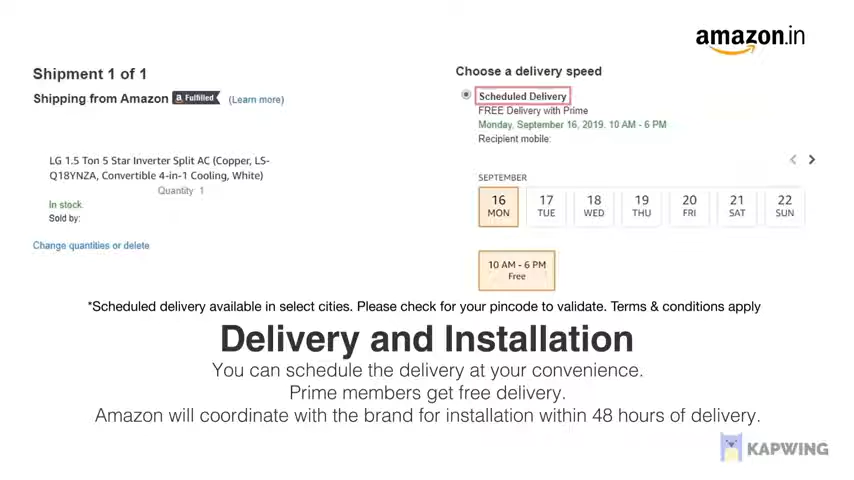 amazon.in
Shipment 1 of 1
Shipping from Amazon a Fulfilled (Learn more)
LG 1.5 Ton 5 Star Inverter Split AC (Copper, LS-
Q18YNZA, Convertible 4-in-1 Cooling, White)
Quantity 1
In stock
Sold by:
Change quantities or delete
Choose a delivery speed
Scheduled Delivery
FREE Delivery with Prime
Monday, September 16, 2019. 10 AM - 6 PM
Recipient mobile:
SEPTEMBER
16 17 18 19 20 21 22
MON TUE WED THU FRI SAT SUN
10 AM - 6 PM
Free
*Scheduled delivery available in select cities. Please check for your pincode to validate. Terms & conditions apply
Delivery and Installation
You can schedule the delivery at your convenience.
Prime members get free delivery.
Amazon will coordinate with the brand for installation within 48 hours of delivery.
KAPWING